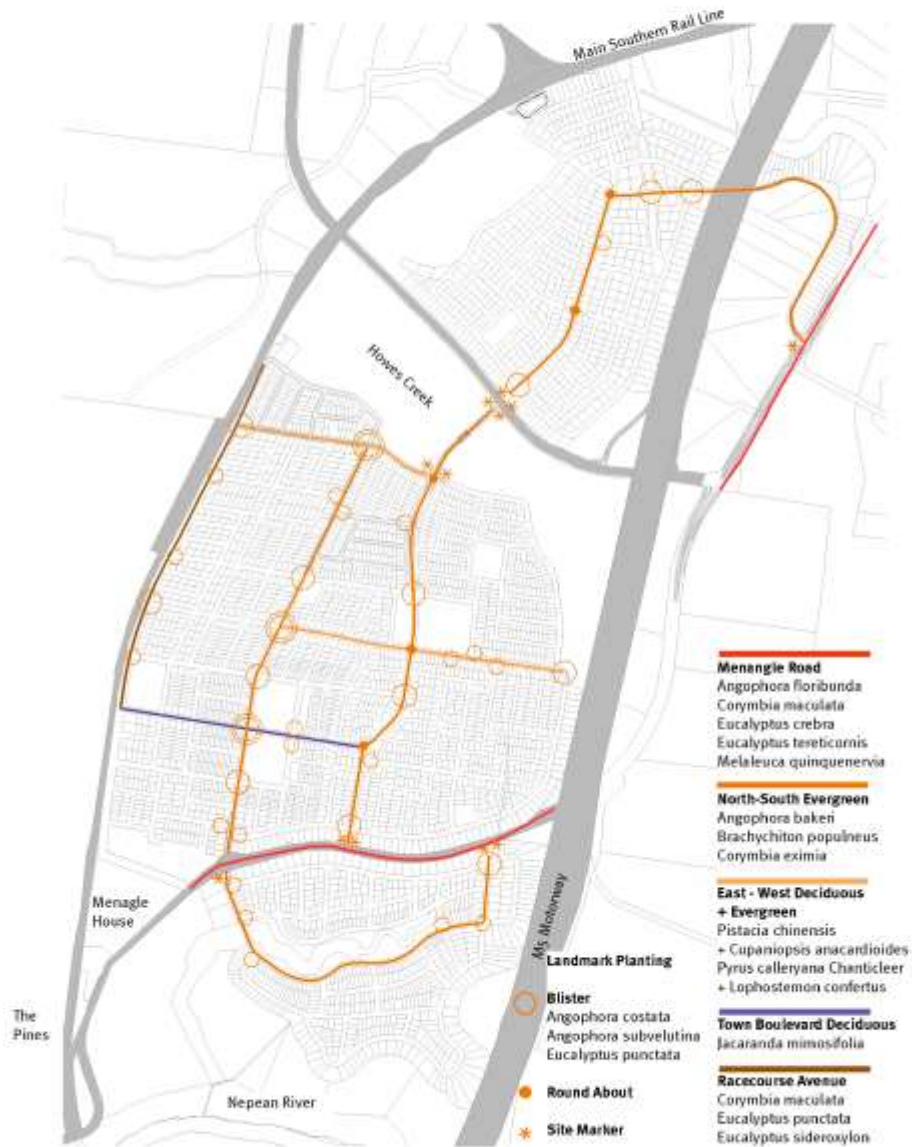 Main Southern Rail Line
Howes Creek
Menangle Road
Angophora floribunda
Corymbia maculata
Eucalyptus crebra
Eucalyptus tereticornis
Melaleuca quinquenervia
North-South Evergreen
Angophora bakeri
Brachychiton populneus
Corymbia eximia
East - West Deciduous
+ Evergreen
Pistacia chinensis
+ Cupaniopsis anacardioides
Pyrus calleryana Chanticleer
+ Lophostemon confertus
Town Boulevard Deciduous
Jacaranda mimosifolia
Racecourse Avenue
Corymbia maculata
Eucalyptus punctata
Eucalyptus sideroxylon
Menagle
House
M5 Motorway
Landmark Planting
Blister
Angophora costata
Angophora subvelutina
Eucalyptus punctata
Round About
Site Marker
The
Pines
Nepean River